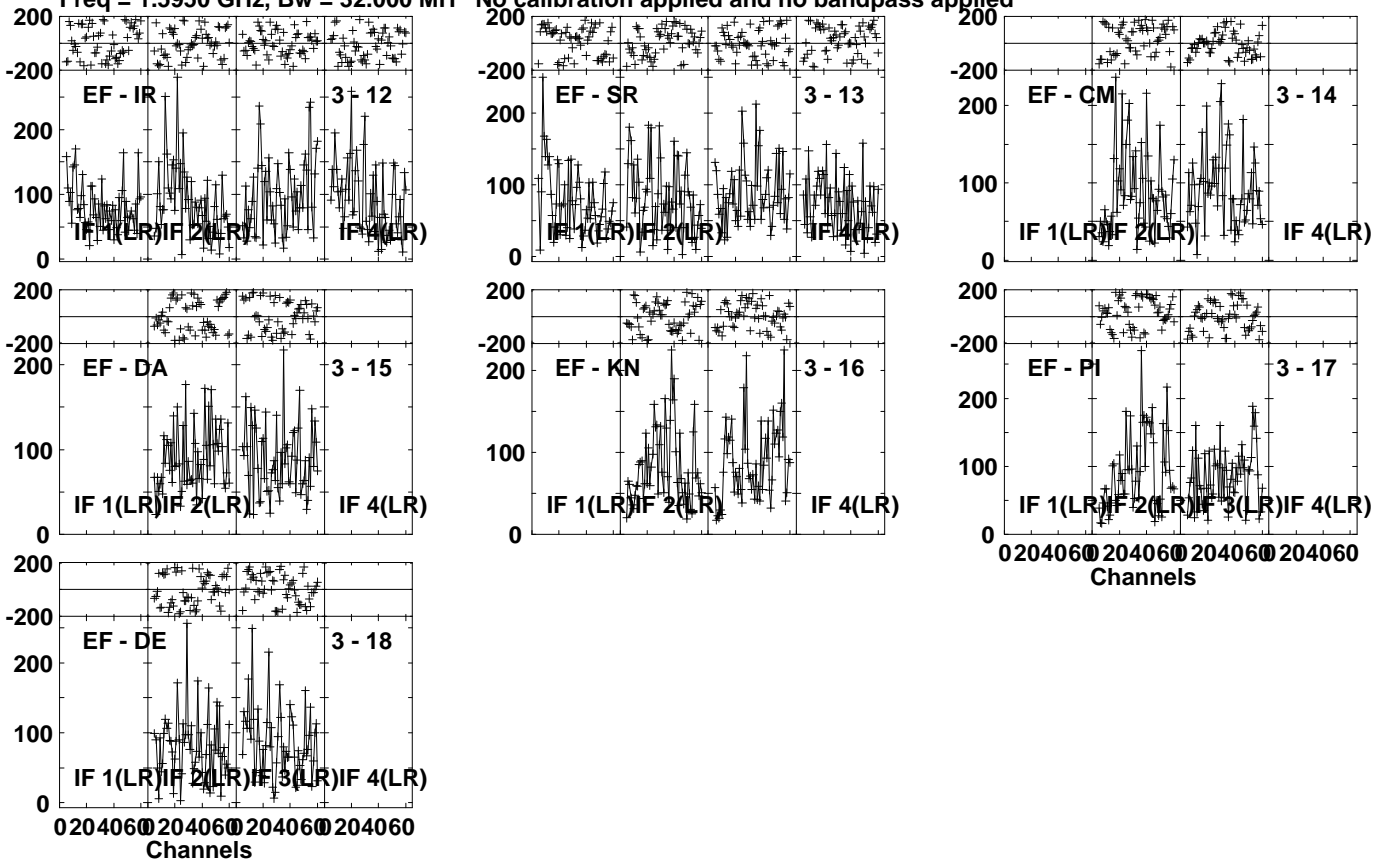 Freq = 1.5950 GHz, Bw = 32.000 MH No calibration applied and no bandpass applied
200
-200
EF - IR 3 - 12
200
100
IF 1(LR) IF 2(LR) IF 4(LR)
0
200
-200
EF - SR 3 - 13
200
100
IF 1(LR) IF 2(LR) IF 4(LR)
0
200
-200
EF - CM 3 - 14
200
100
IF 1(LR) IF 2(LR) IF 4(LR)
0
200
-200
EF - DA 3 - 15
200
100
IF 1(LR) IF 2(LR) IF 4(LR)
0
200
-200
EF - KN 3 - 16
200
100
IF 1(LR) IF 2(LR) IF 4(LR)
0
200
-200
EF - PI 3 - 17
200
100
IF 1(LR) IF 2(LR) IF 3(LR) IF 4(LR)
0
0 20 40 60 0 20 40 60 0 20 40 60 0 20 40 60
Channels
200
-200
EF - DE 3 - 18
200
100
IF 1(LR) IF 2(LR) IF 3(LR) IF 4(LR)
0
0 20 40 60 0 20 40 60 0 20 40 60 0 20 40 60
Channels